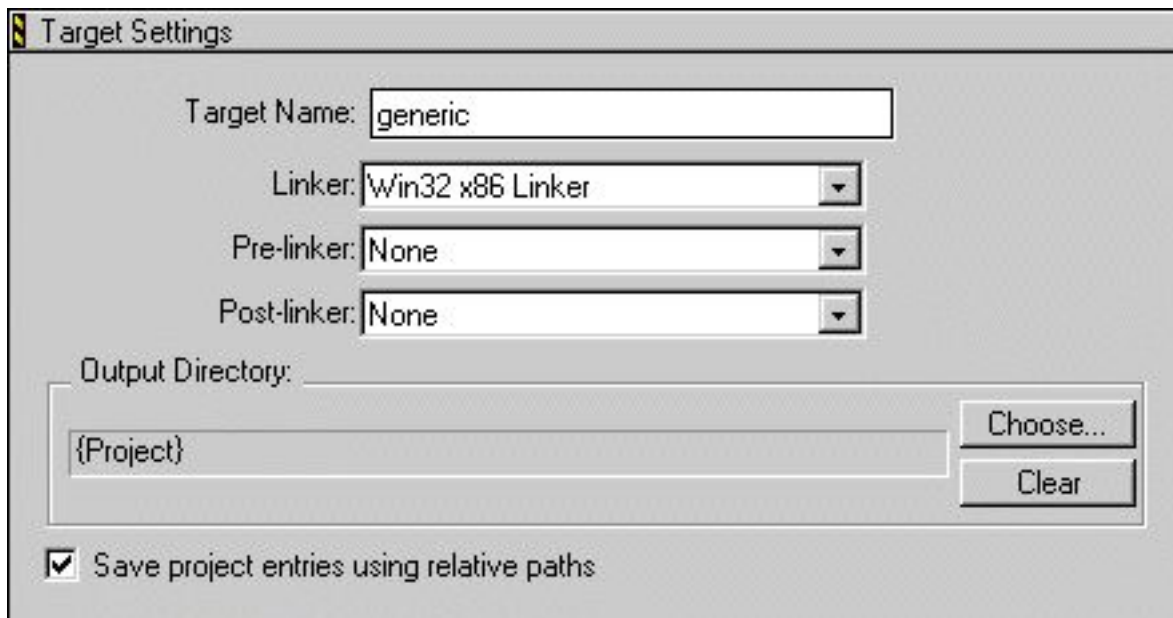 Target Settings
Target Name: generic
Linker: Win32 x86 Linker
Pre-linker: None
Post-linker: None
Output Directory:
{Project}
Choose...
Clear
Save project entries using relative paths